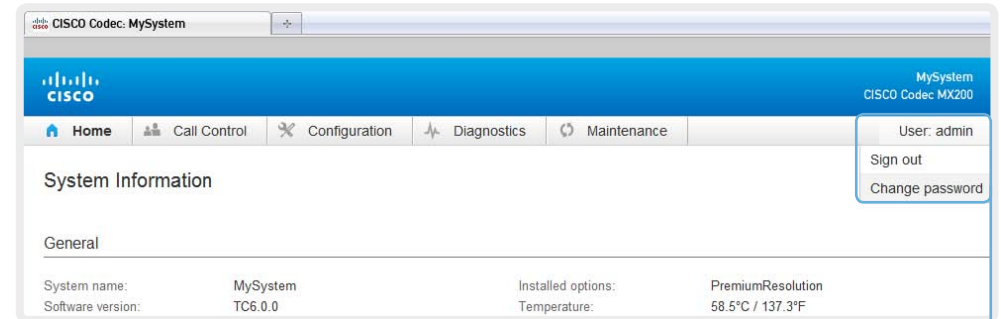 CISCO Codec: MySystem
CISCO
MySystem
CISCO Codec MX200
Home Call Control Configuration Diagnostics Maintenance User: admin
Sign out
Change password
System Information
General
System name: MySystem Installed options: PremiumResolution
Software version: TC6.0.0 Temperature: 58.5°C / 137.3°F